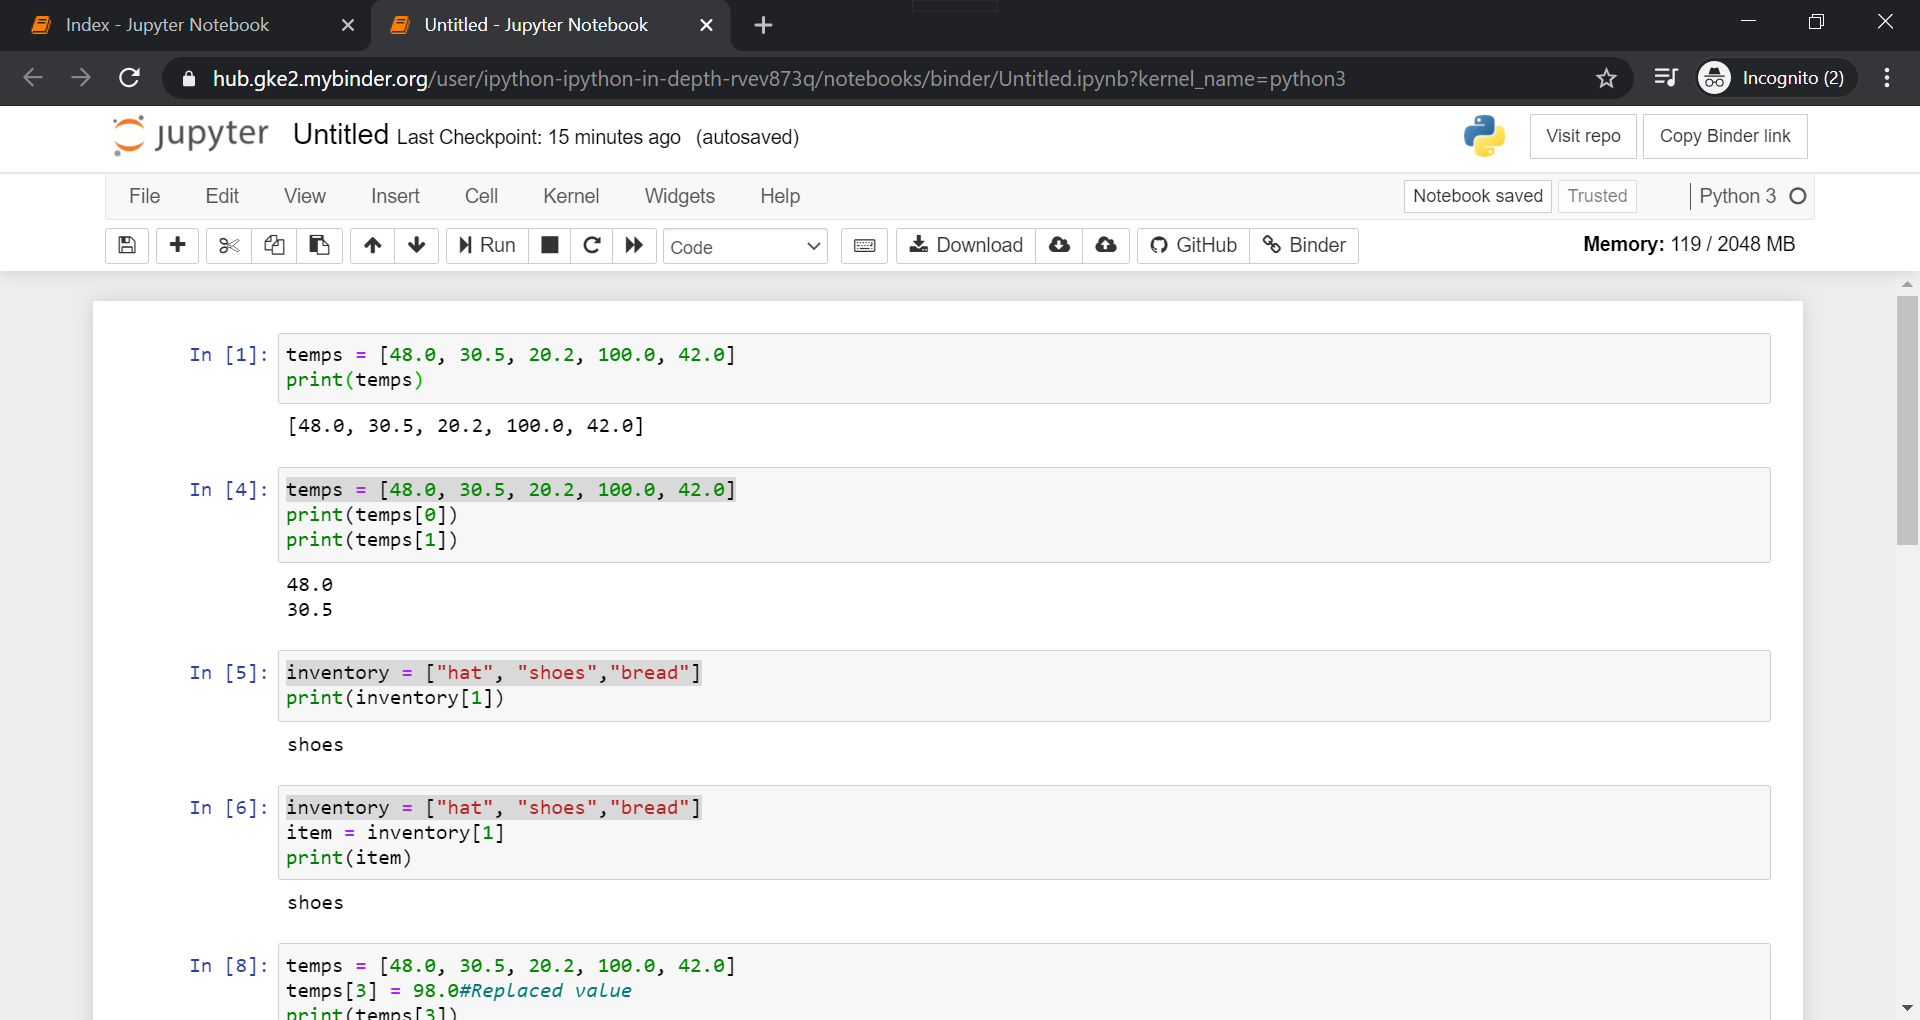 Index - Jupyter Notebook
Untitled - Jupyter Notebook
hub.gke2.mybinder.org/user/ipython-ipython-in-depth-rvev873q/notebooks/binder/Untitled.ipynb?kernel_name=python3
Incognito (2)
jupyter Untitled Last Checkpoint: 15 minutes ago (autosaved)
Visit repo
Copy Binder link
File Edit View Insert Cell Kernel Widgets Help
Notebook saved
Trusted
Python 3
Run
Code
Download
GitHub
Binder
Memory: 119 / 2048 MB
In [1]: temps = [48.0, 30.5, 20.2, 100.0, 42.0]
print(temps)
[48.0, 30.5, 20.2, 100.0, 42.0]
In [4]: temps = [48.0, 30.5, 20.2, 100.0, 42.0]
print(temps[0])
print(temps[1])
48.0
30.5
In [5]: inventory = ["hat", "shoes","bread"]
print(inventory[1])
shoes
In [6]: inventory = ["hat", "shoes","bread"]
item = inventory[1]
print(item)
shoes
In [8]: temps = [48.0, 30.5, 20.2, 100.0, 42.0]
temps[3] = 98.0#Replaced value
print(temps[3])